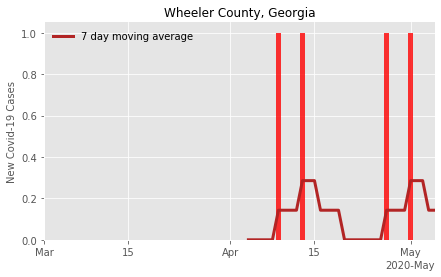 Wheeler County, Georgia
7 day moving average
New Covid-19 Cases
1.0
0.8
0.6
0.4
0.2
0.0
Mar 15 Apr 15 May
2020-May